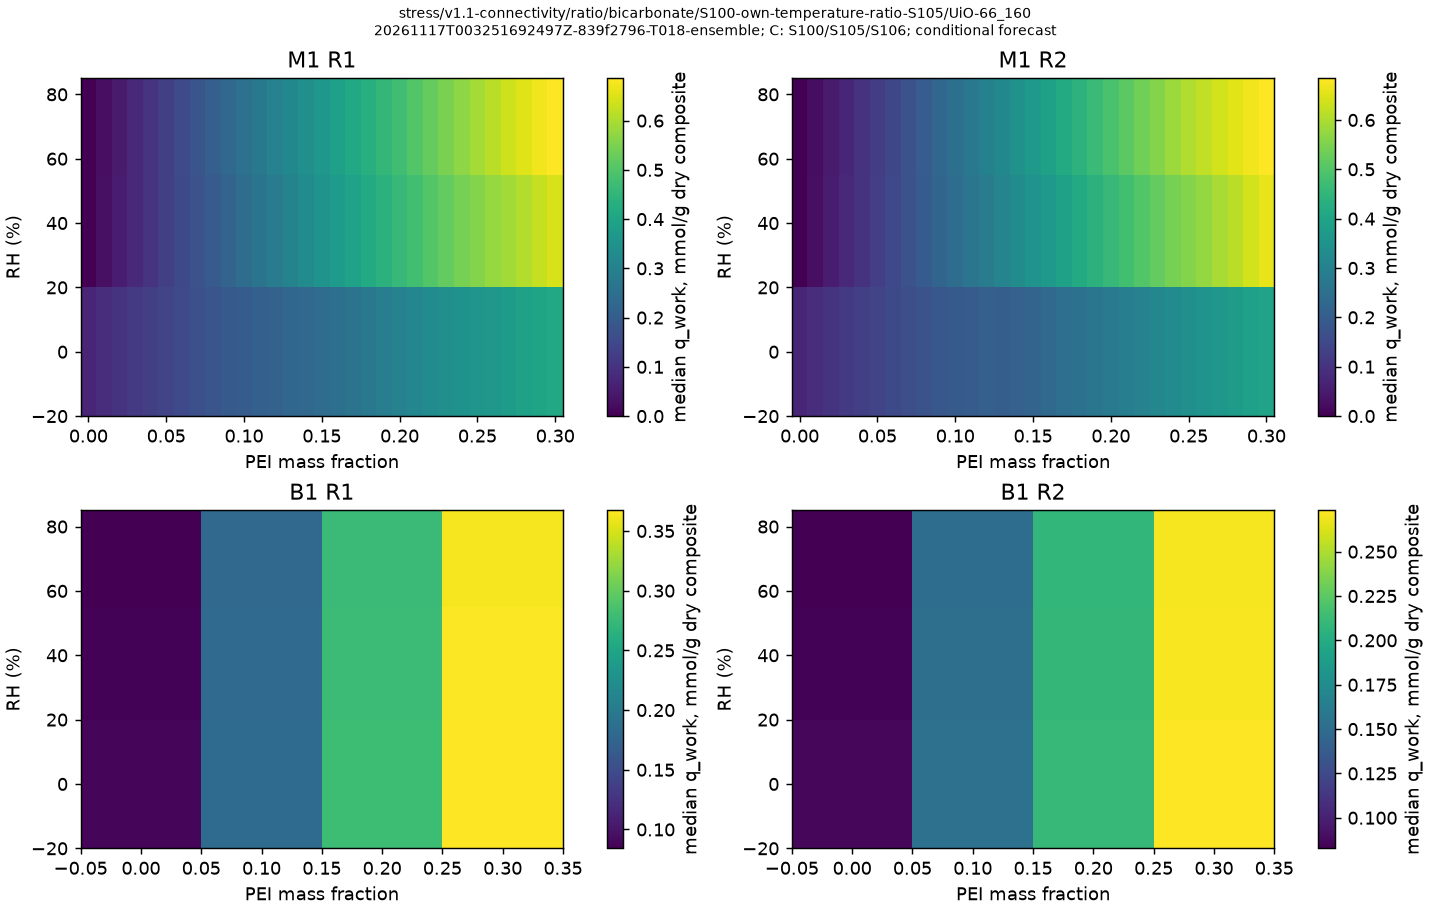 stress/v1.1-connectivity/ratio/bicarbonate/S100-own-temperature-ratio-S105/UiO-66_160
20261117T003251692497Z-839f2796-T018-ensemble; C: S100/S105/S106; conditional forecast
M1 R1
80
60
40
20
0
−20
RH (%)
0.00 0.05 0.10 0.15 0.20 0.25 0.30
PEI mass fraction
0.6
0.5
0.4
0.3
0.2
0.1
0.0
median q_work, mmol/g dry composite
M1 R2
80
60
40
20
0
−20
RH (%)
0.00 0.05 0.10 0.15 0.20 0.25 0.30
PEI mass fraction
0.6
0.5
0.4
0.3
0.2
0.1
0.0
median q_work, mmol/g dry composite
B1 R1
80
60
40
20
0
−20
RH (%)
−0.05 0.00 0.05 0.10 0.15 0.20 0.25 0.30 0.35
PEI mass fraction
0.35
0.30
0.25
0.20
0.15
0.10
median q_work, mmol/g dry composite
B1 R2
80
60
40
20
0
−20
RH (%)
−0.05 0.00 0.05 0.10 0.15 0.20 0.25 0.30 0.35
PEI mass fraction
0.250
0.225
0.200
0.175
0.150
0.125
0.100
median q_work, mmol/g dry composite